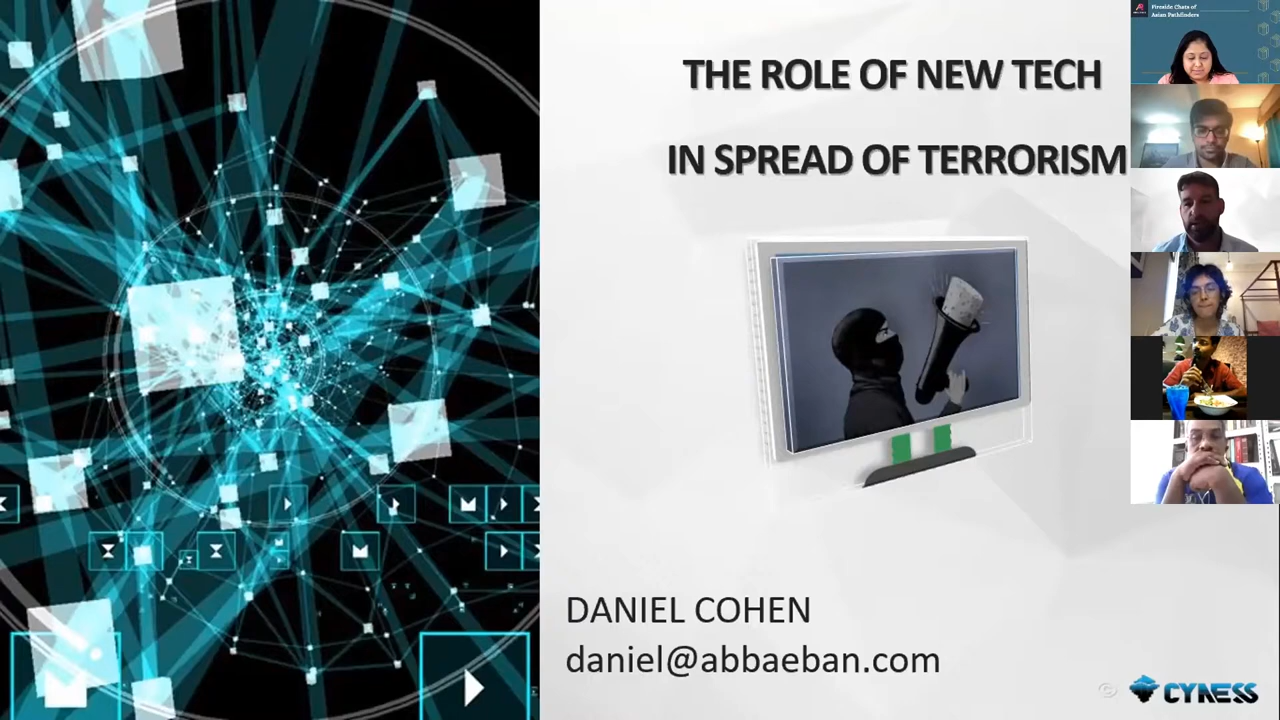 THE ROLE OF NEW TECH
IN SPREAD OF TERRORISM
DANIEL COHEN
daniel@abbaeban.com
© CYNESS
Fireside Chats of
Asian Pathfinders